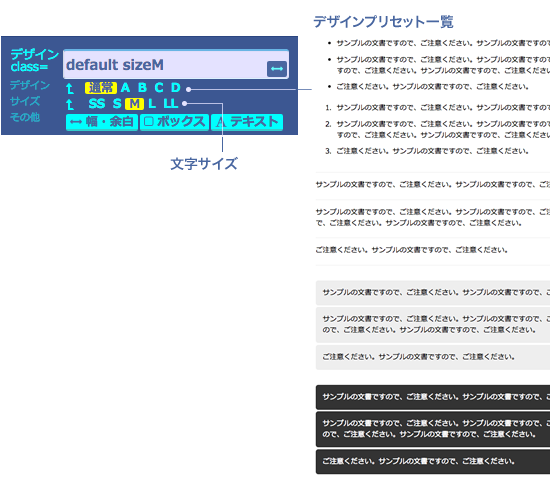 デザインプリセット一覧
デザイン
class=
default sizeM
デザイン 通常 A B C D
サイズ SS S M L LL
その他 幅・余白 ボックス A テキスト
文字サイズ
• サンプルの文書ですので、ご注意ください。サンプルの文書ですので
• サンプルの文書ですので、ご注意ください。サンプルの文書ですので、
すので、ご注意ください。サンプルの文書ですので、ご注意ください。
• ご注意ください。サンプルの文書ですので、ご注意ください。
1. サンプルの文書ですので、ご注意ください。サンプルの文書ですので
2. サンプルの文書ですので、ご注意ください。サンプルの文書ですので、
すので、ご注意ください。サンプルの文書ですので、ご注意ください。
3. ご注意ください。サンプルの文書ですので、ご注意ください。
サンプルの文書ですので、ご注意ください。サンプルの文書ですので、ご
サンプルの文書ですので、ご注意ください。サンプルの文書ですので、ご
で、ご注意ください。サンプルの文書ですので、ご注意ください。
ご注意ください。サンプルの文書ですので、ご注意ください。
サンプルの文書ですので、ご注意ください。サンプルの文書ですので、
サンプルの文書ですので、ご注意ください。サンプルの文書ですので、
ので、ご注意ください。サンプルの文書ですので、ご注意ください。
ご注意ください。サンプルの文書ですので、ご注意ください。
サンプルの文書ですので、ご注意ください。サンプルの文書ですので、
サンプルの文書ですので、ご注意ください。サンプルの文書ですので、
ので、ご注意ください。サンプルの文書ですので、ご注意ください。
ご注意ください。サンプルの文書ですので、ご注意ください。